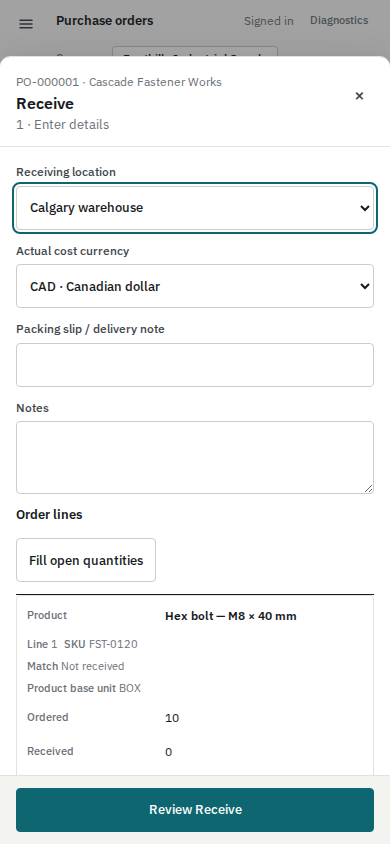 Purchase orders
Signed in
Diagnostics
PO-000001 · Cascade Fastener Works
Receive
×
1 · Enter details
Receiving location
Calgary warehouse
Actual cost currency
CAD · Canadian dollar
Packing slip / delivery note
Notes
Order lines
Fill open quantities
Product
Hex bolt — M8 × 40 mm
Line 1 SKU FST-0120
Match Not received
Product base unit BOX
Ordered
10
Received
0
Review Receive